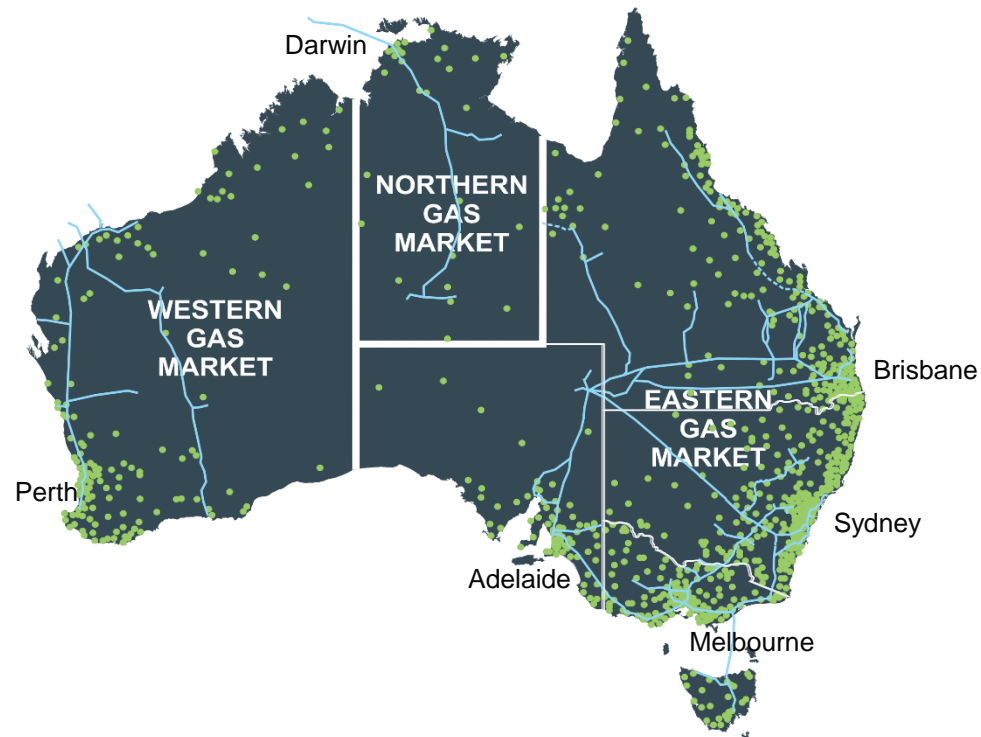 Darwin
NORTHERN
GAS
MARKET
WESTERN
GAS
MARKET
Brisbane
EASTERN
GAS
MARKET
Perth
Sydney
Adelaide
Melbourne